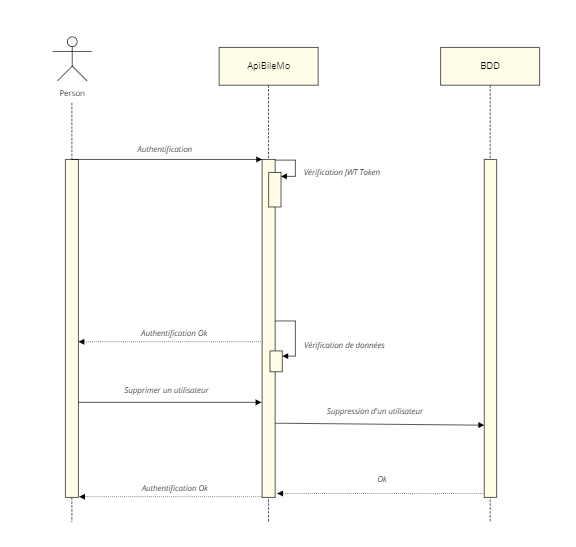 ApiBileMo
BDD
Person
Authentification
Vérification JWT Token
Authentification Ok
Vérification de données
Supprimer un utilisateur
Suppression d'un utilisateur
Ok
Authentification Ok